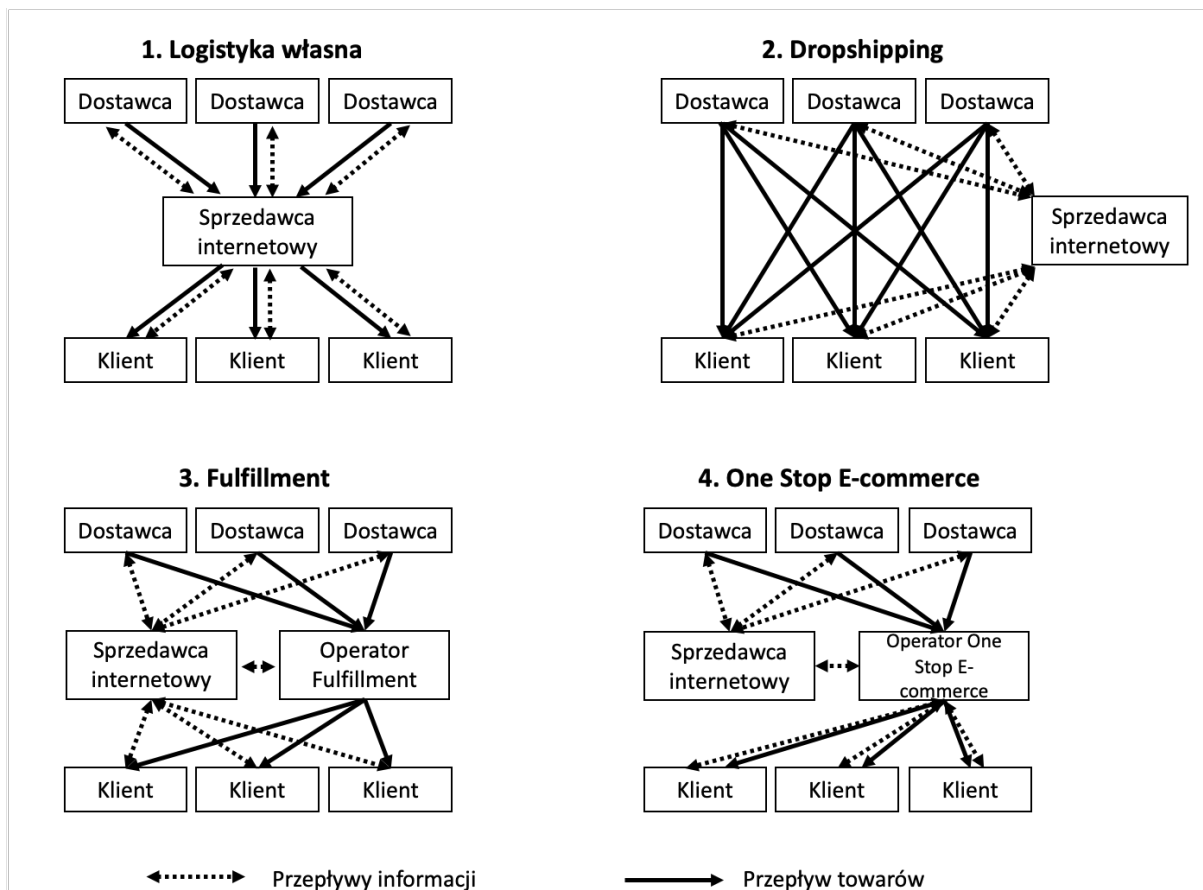 1. Logistyka własna
Dostawca
Dostawca
Dostawca
Sprzedawca
internetowy
Klient
Klient
Klient
2. Dropshipping
Dostawca
Dostawca
Dostawca
Sprzedawca
internetowy
Klient
Klient
Klient
3. Fulfillment
Dostawca
Dostawca
Dostawca
Sprzedawca
internetowy
Operator
Fulfillment
Klient
Klient
Klient
4. One Stop E-commerce
Dostawca
Dostawca
Dostawca
Sprzedawca
internetowy
Operator One
Stop E-
commerce
Klient
Klient
Klient
Przepływy informacji
Przepływ towarów